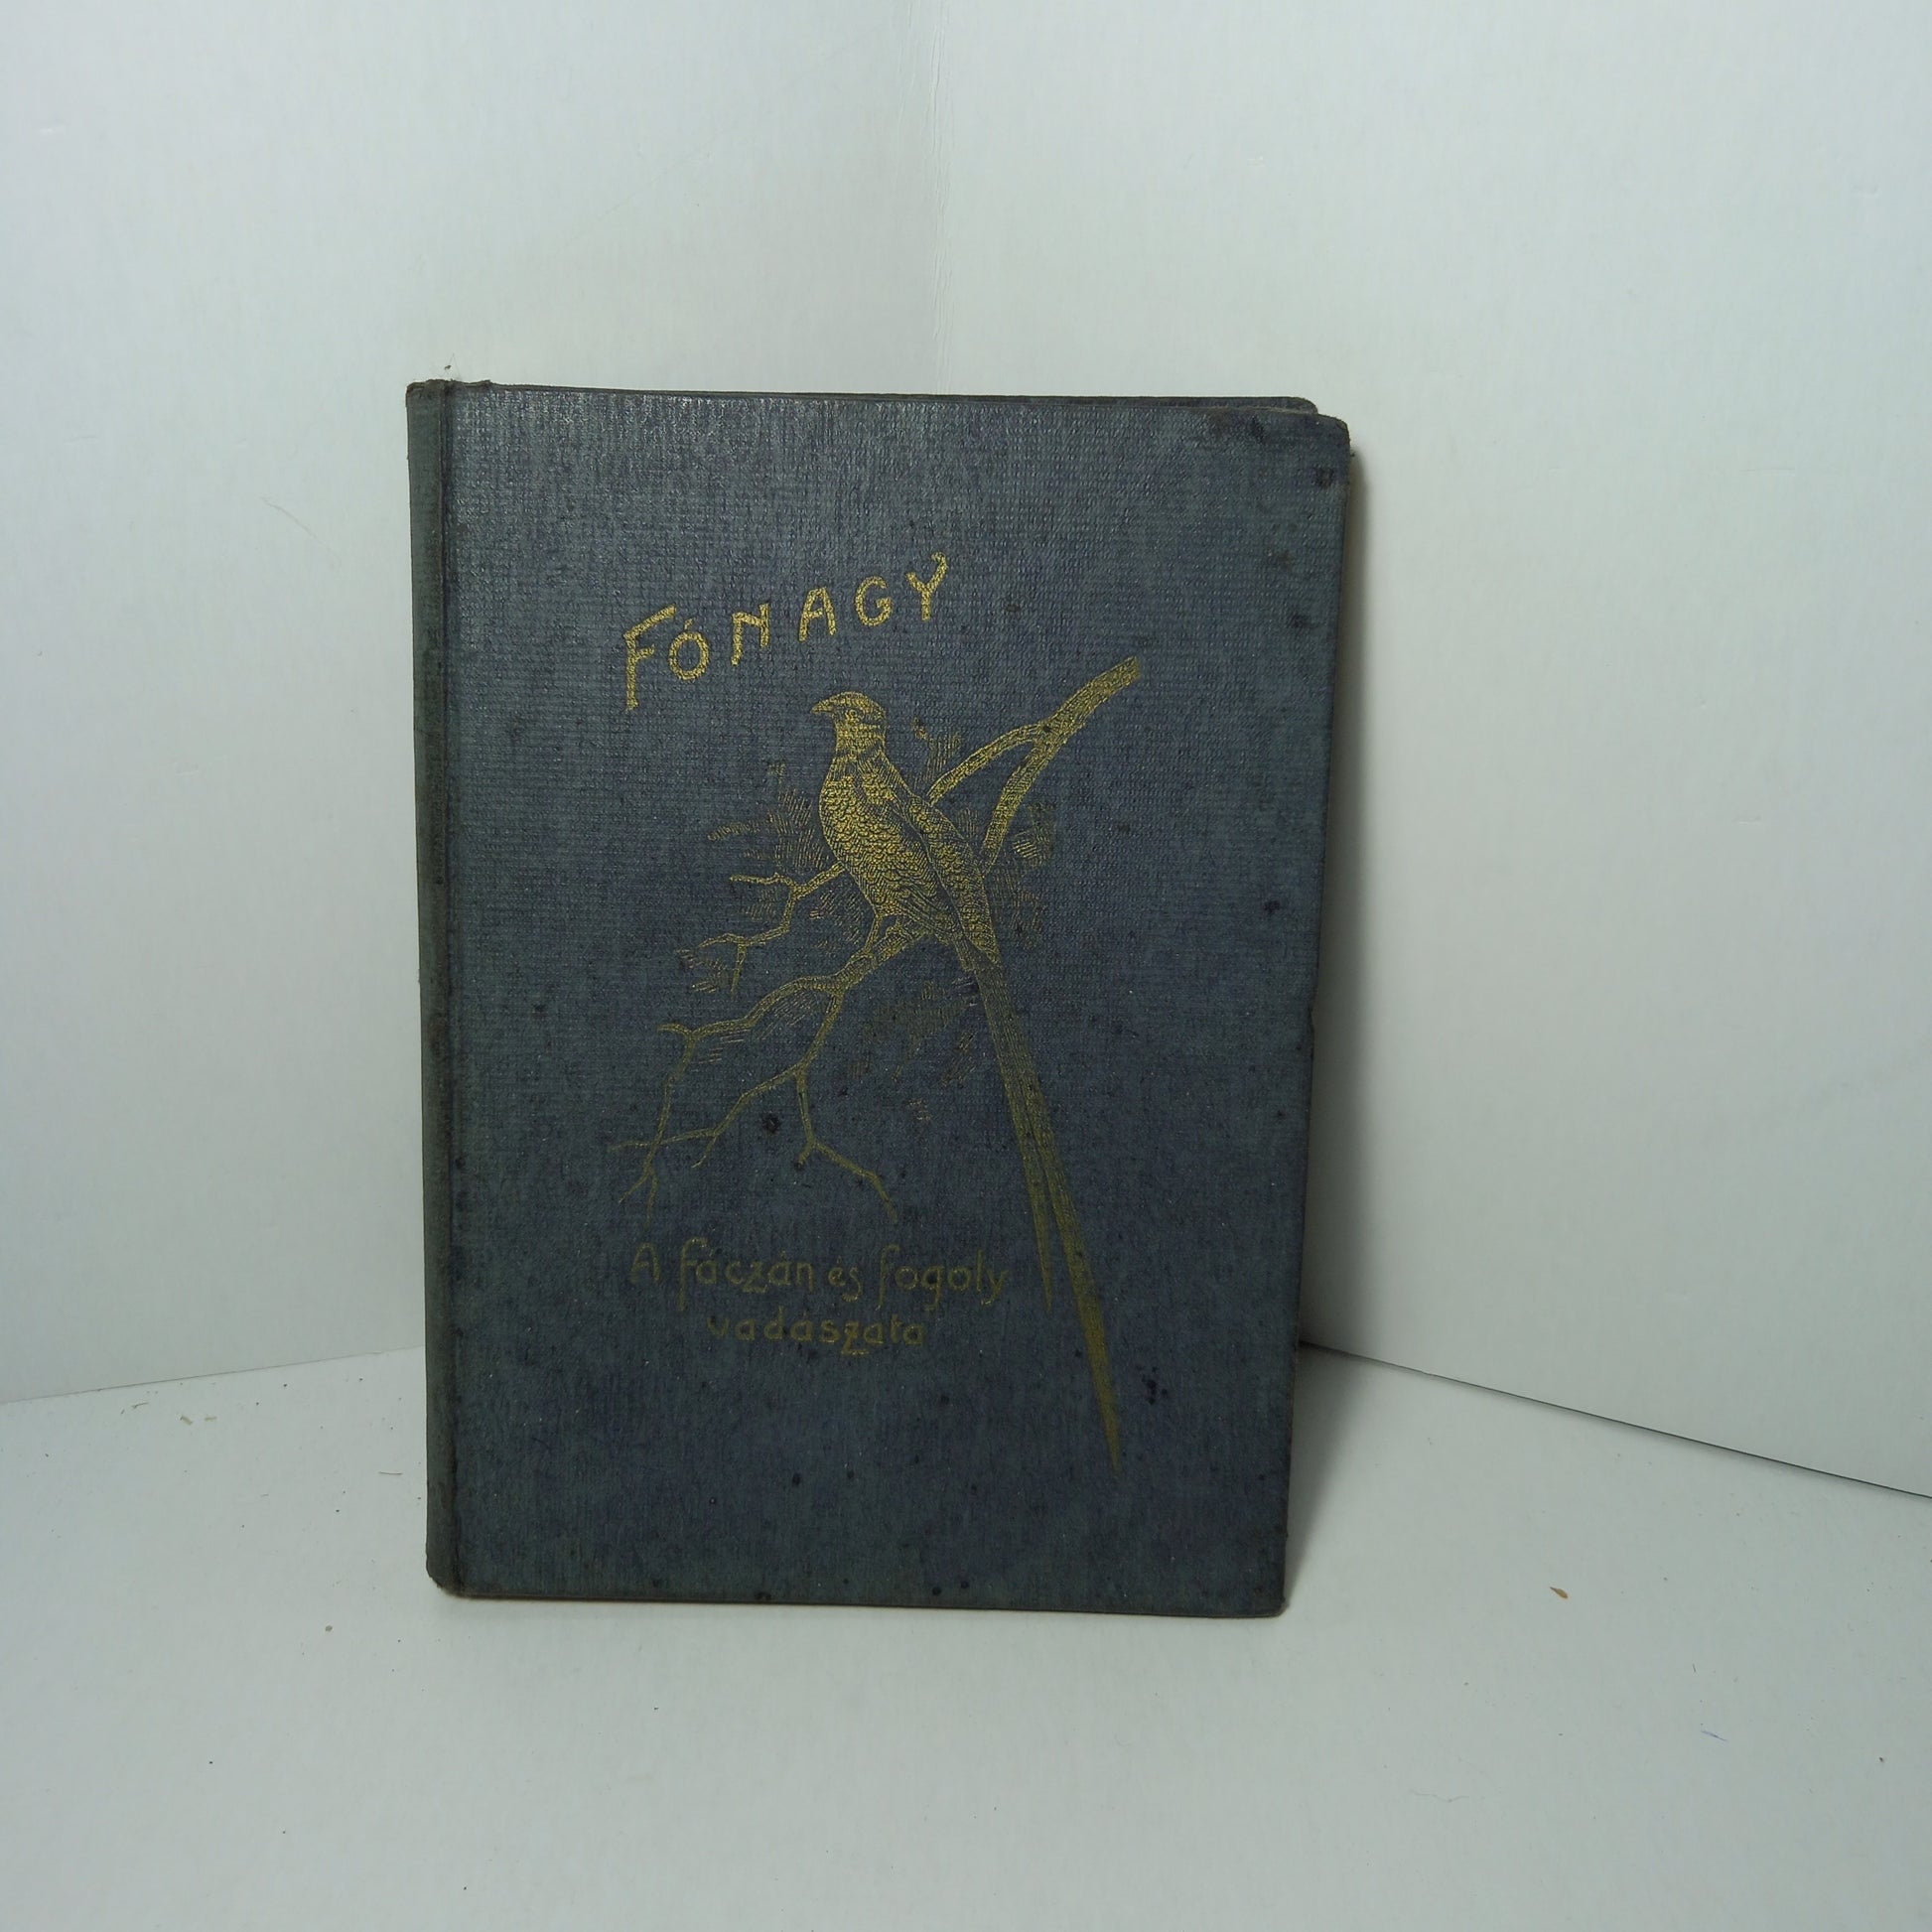 FÓNAGY
A fáczán és fogoly
vadászata